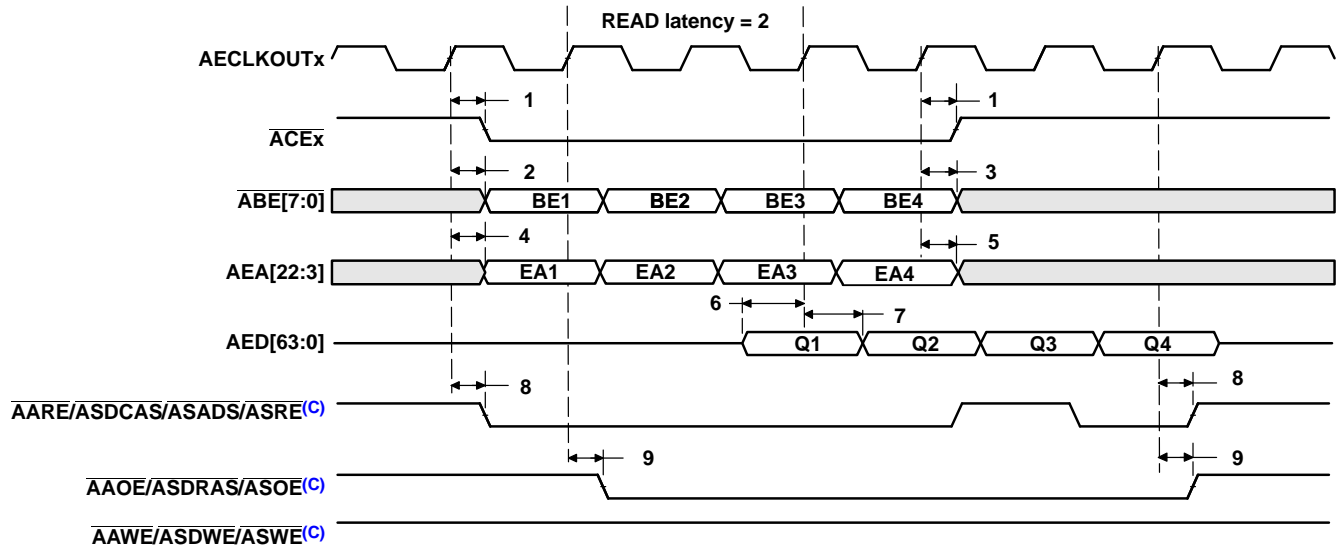 READ latency = 2
AECLKOUTx
1 1
ACEx
2 3
ABE[7:0] BE1 BE2 BE3 BE4
4 5
AEA[22:3] EA1 EA2 EA3 EA4
6 7
AED[63:0] Q1 Q2 Q3 Q4
8 8
AARE/ASDCAS/ASADS/ASRE(C)
9 9
AAOE/ASDRAS/ASOE(C)
AAWE/ASDWE/ASWE(C)